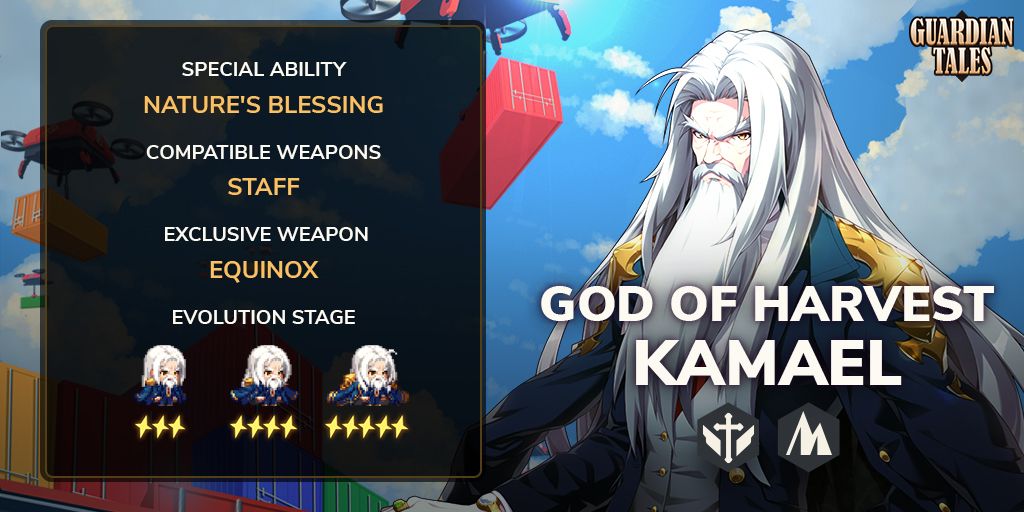 SPECIAL ABILITY
NATURE'S BLESSING
COMPATIBLE WEAPONS
STAFF
EXCLUSIVE WEAPON
EQUINOX
EVOLUTION STAGE
GUARDIAN
TALES
GOD OF HARVEST
KAMAEL